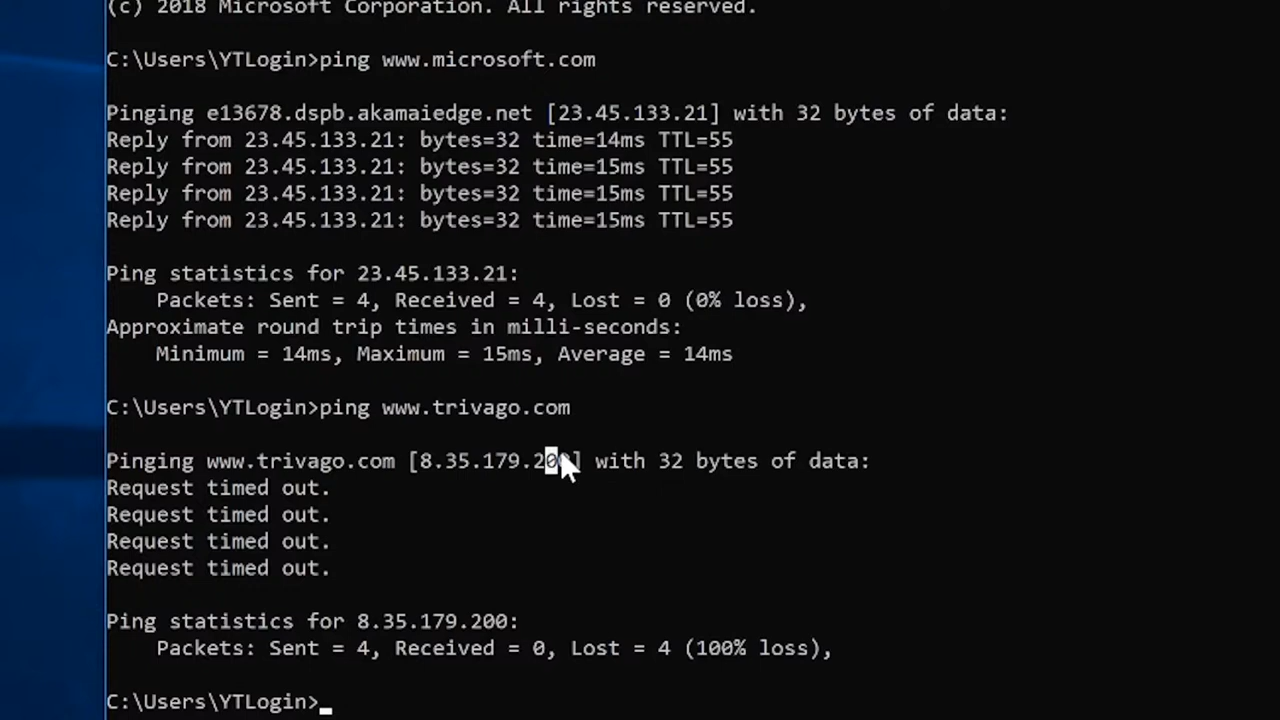 (c) 2018 Microsoft Corporation. All rights reserved.
C:\Users\YTLogin>ping www.microsoft.com
Pinging e13678.dspb.akamaiedge.net [23.45.133.21] with 32 bytes of data:
Reply from 23.45.133.21: bytes=32 time=14ms TTL=55
Reply from 23.45.133.21: bytes=32 time=15ms TTL=55
Reply from 23.45.133.21: bytes=32 time=15ms TTL=55
Reply from 23.45.133.21: bytes=32 time=15ms TTL=55
Ping statistics for 23.45.133.21:
    Packets: Sent = 4, Received = 4, Lost = 0 (0% loss),
Approximate round trip times in milli-seconds:
    Minimum = 14ms, Maximum = 15ms, Average = 14ms
C:\Users\YTLogin>ping www.trivago.com
Pinging www.trivago.com [8.35.179.200] with 32 bytes of data:
Request timed out.
Request timed out.
Request timed out.
Request timed out.
Ping statistics for 8.35.179.200:
    Packets: Sent = 4, Received = 0, Lost = 4 (100% loss),
C:\Users\YTLogin>